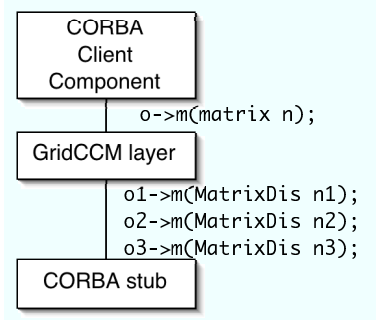 CORBA
Client
Component
o->m(matrix n);
GridCCM layer
o1->m(MatrixDis n1);
o2->m(MatrixDis n2);
o3->m(MatrixDis n3);
CORBA stub